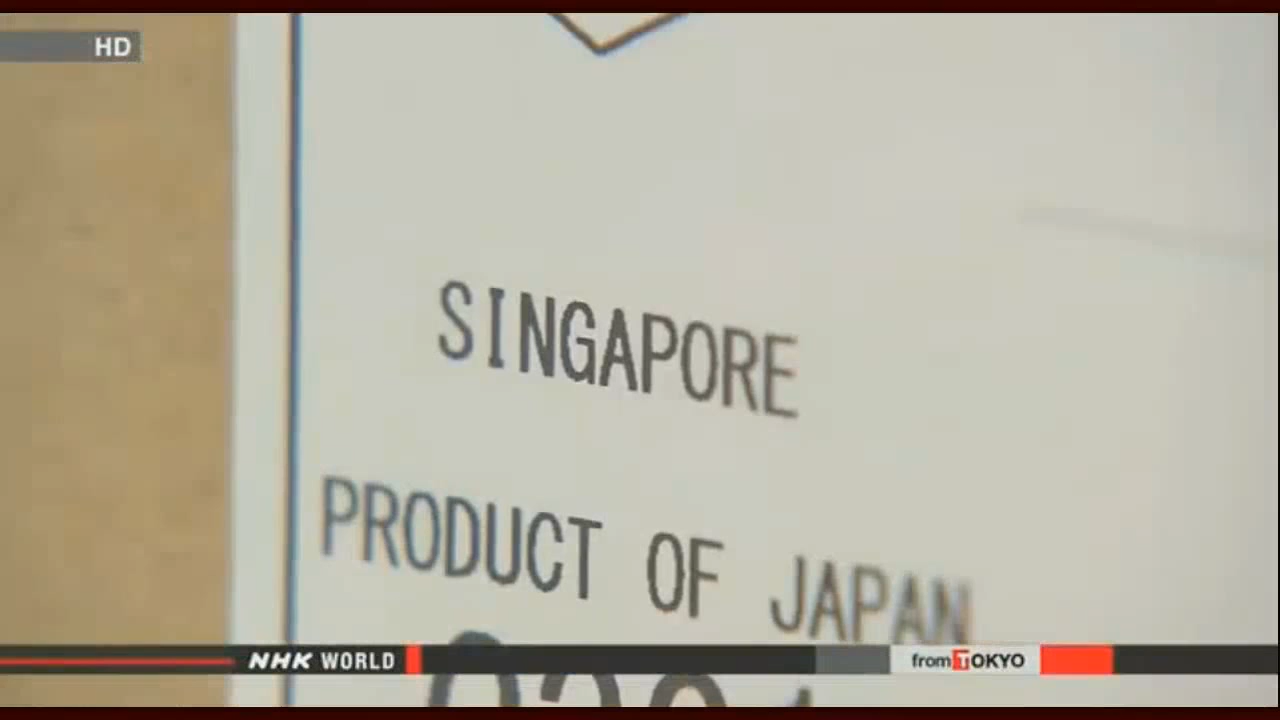 HD
SINGAPORE
PRODUCT OF JAPAN
NHK WORLD
from TOKYO